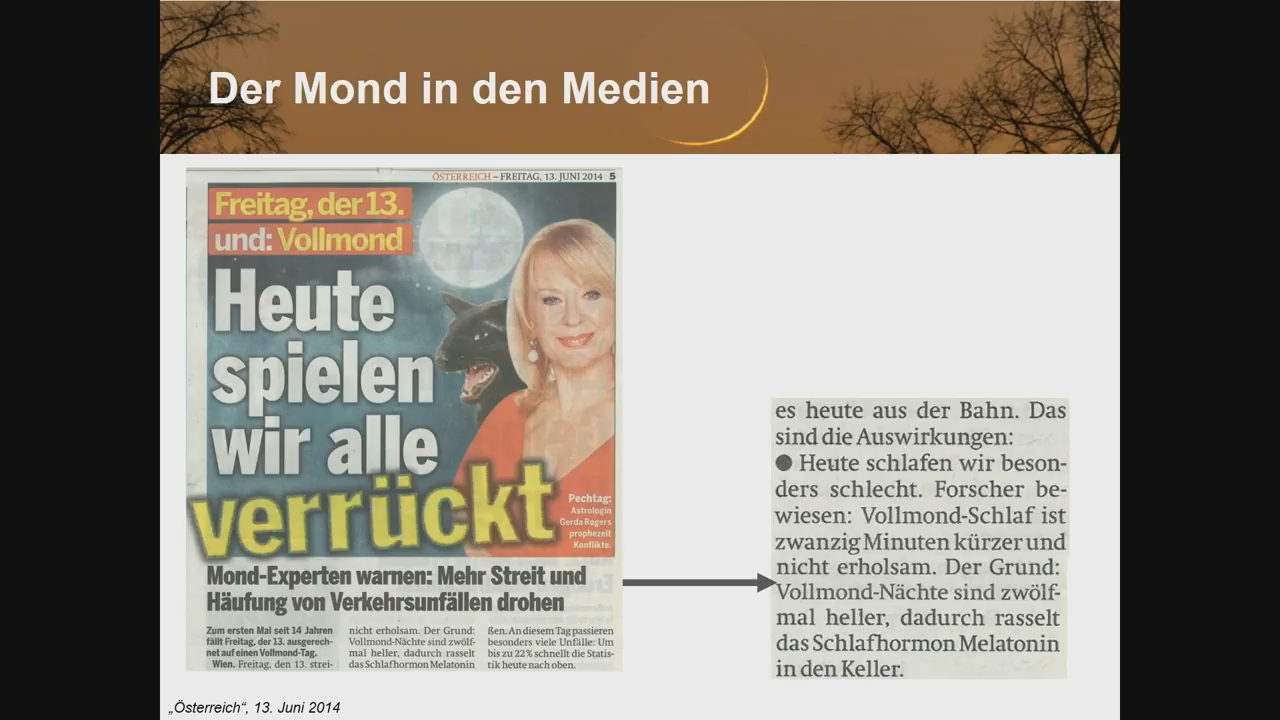 Der Mond in den Medien
ÖSTERREICH – FREITAG, 13. JUNI 2014 5
Freitag, der 13.
und: Vollmond
Heute
spielen
wir alle
verrückt
Pechtag:
Astrologin
Gerda Rogers
prophezeit
Konflikte.
Mond-Experten warnen: Mehr Streit und
Häufung von Verkehrsunfällen drohen
Zum ersten Mal seit 14 Jahren
fällt Freitag, der 13. ausgerech-
net auf einen Vollmond-Tag.
Wien. Freitag, den 13. strei-
nicht erholsam. Der Grund:
Vollmond-Nächte sind zwölf-
mal heller, dadurch rasselt
das Schlafhormon Melatonin
ßen. An diesem Tag passieren
besonders viele Unfälle: Um
bis zu 22 % schnellt die Statis-
tik heute nach oben.
es heute aus der Bahn. Das
sind die Auswirkungen:
● Heute schlafen wir beson-
ders schlecht. Forscher be-
wiesen: Vollmond-Schlaf ist
zwanzig Minuten kürzer und
nicht erholsam. Der Grund:
Vollmond-Nächte sind zwölf-
mal heller, dadurch rasselt
das Schlafhormon Melatonin
in den Keller.
„Österreich“, 13. Juni 2014